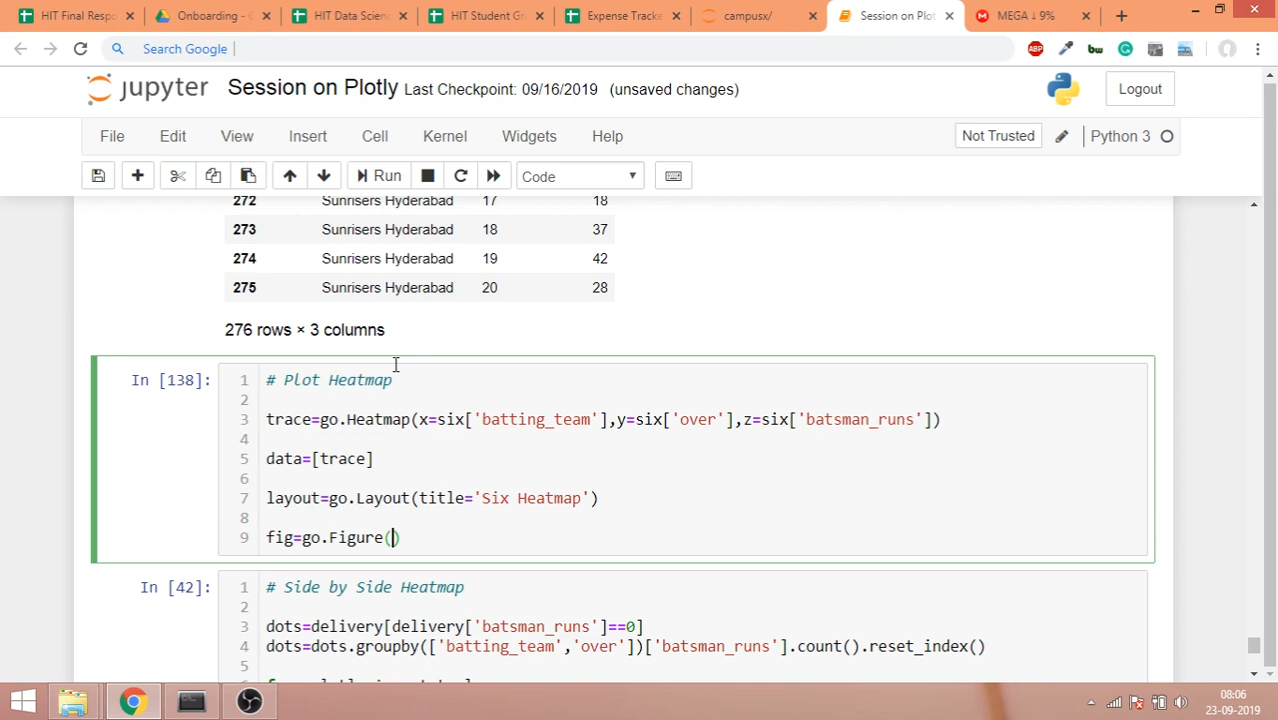 HIT Final Respo
Onboarding - G
HIT Data Scien
HIT Student Gr
Expense Tracke
campusx/
Session on Plotl
MEGA ↓ 9%
Search Google
ABP
bw
jupyter
Session on Plotly Last Checkpoint: 09/16/2019 (unsaved changes)
Logout
File Edit View Insert Cell Kernel Widgets Help
Not Trusted
Python 3
Run
Code
272 Sunrisers Hyderabad 17 18
273 Sunrisers Hyderabad 18 37
274 Sunrisers Hyderabad 19 42
275 Sunrisers Hyderabad 20 28
276 rows × 3 columns
In [138]:
1 # Plot Heatmap
2
3 trace=go.Heatmap(x=six['batting_team'],y=six['over'],z=six['batsman_runs'])
4
5 data=[trace]
6
7 layout=go.Layout(title='Six Heatmap')
8
9 fig=go.Figure()
In [42]:
1 # Side by Side Heatmap
2
3 dots=delivery[delivery['batsman_runs']==0]
4 dots=dots.groupby(['batting_team','over'])['batsman_runs'].count().reset_index()
5
08:06
23-09-2019